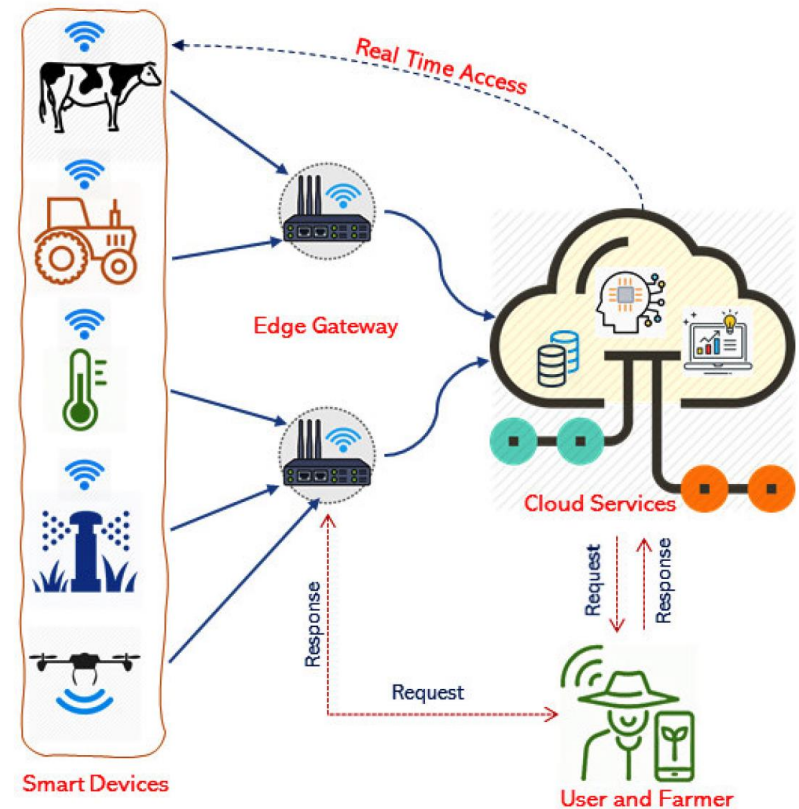 Real Time Access
Edge Gateway
Cloud Services
Request
Response
Response
Request
Smart Devices
User and Farmer